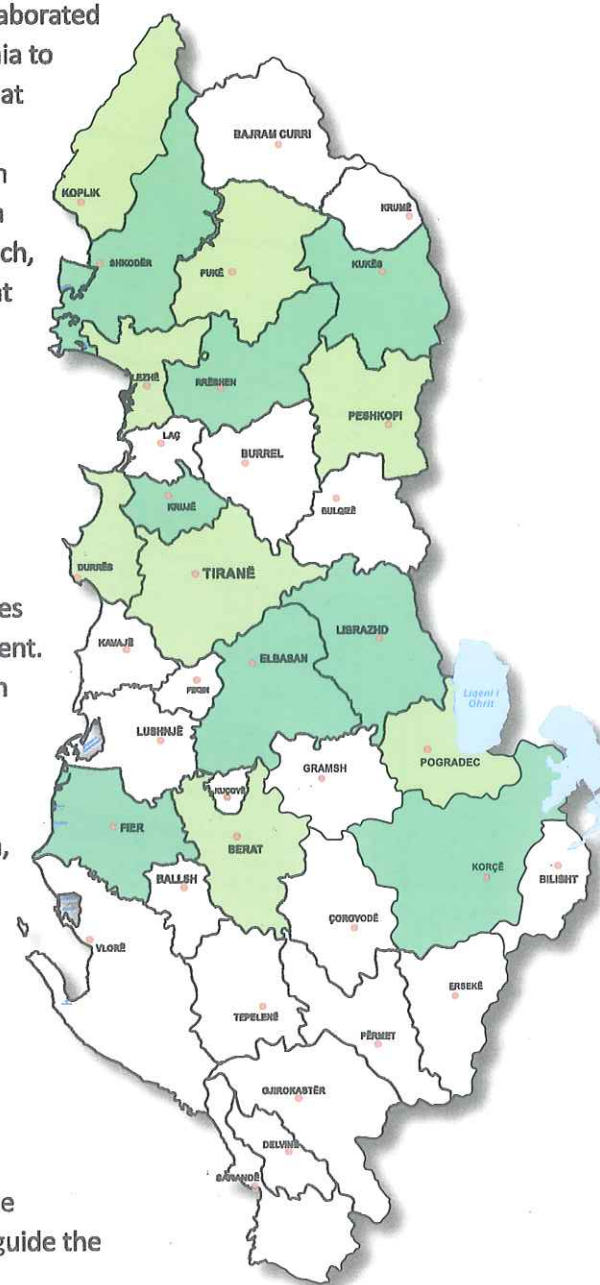 aborated
nia to
at
n
a
ch,
at
es
ent.
n
,
e
guide the
BAJRAM CURRI
KOPLIK
KRUMË
SHKODËR
PUKË
KUKËS
LEZHË
RRËSHEN
PESHKOPI
LAÇ
BURREL
KRUJË
BULQIZË
DURRËS
TIRANË
LIBRAZHD
KAVAJË
ELBASAN
PEQIN
Liqeni i
Ohrit
LUSHNJË
GRAMSH
POGRADEC
KUÇOVË
FIER
BERAT
KORÇË
BILISHT
BALLSH
ÇOROVODË
VLORË
ERSEKË
TEPELENË
PËRMET
GJIROKASTËR
DELVINË
SARANDË